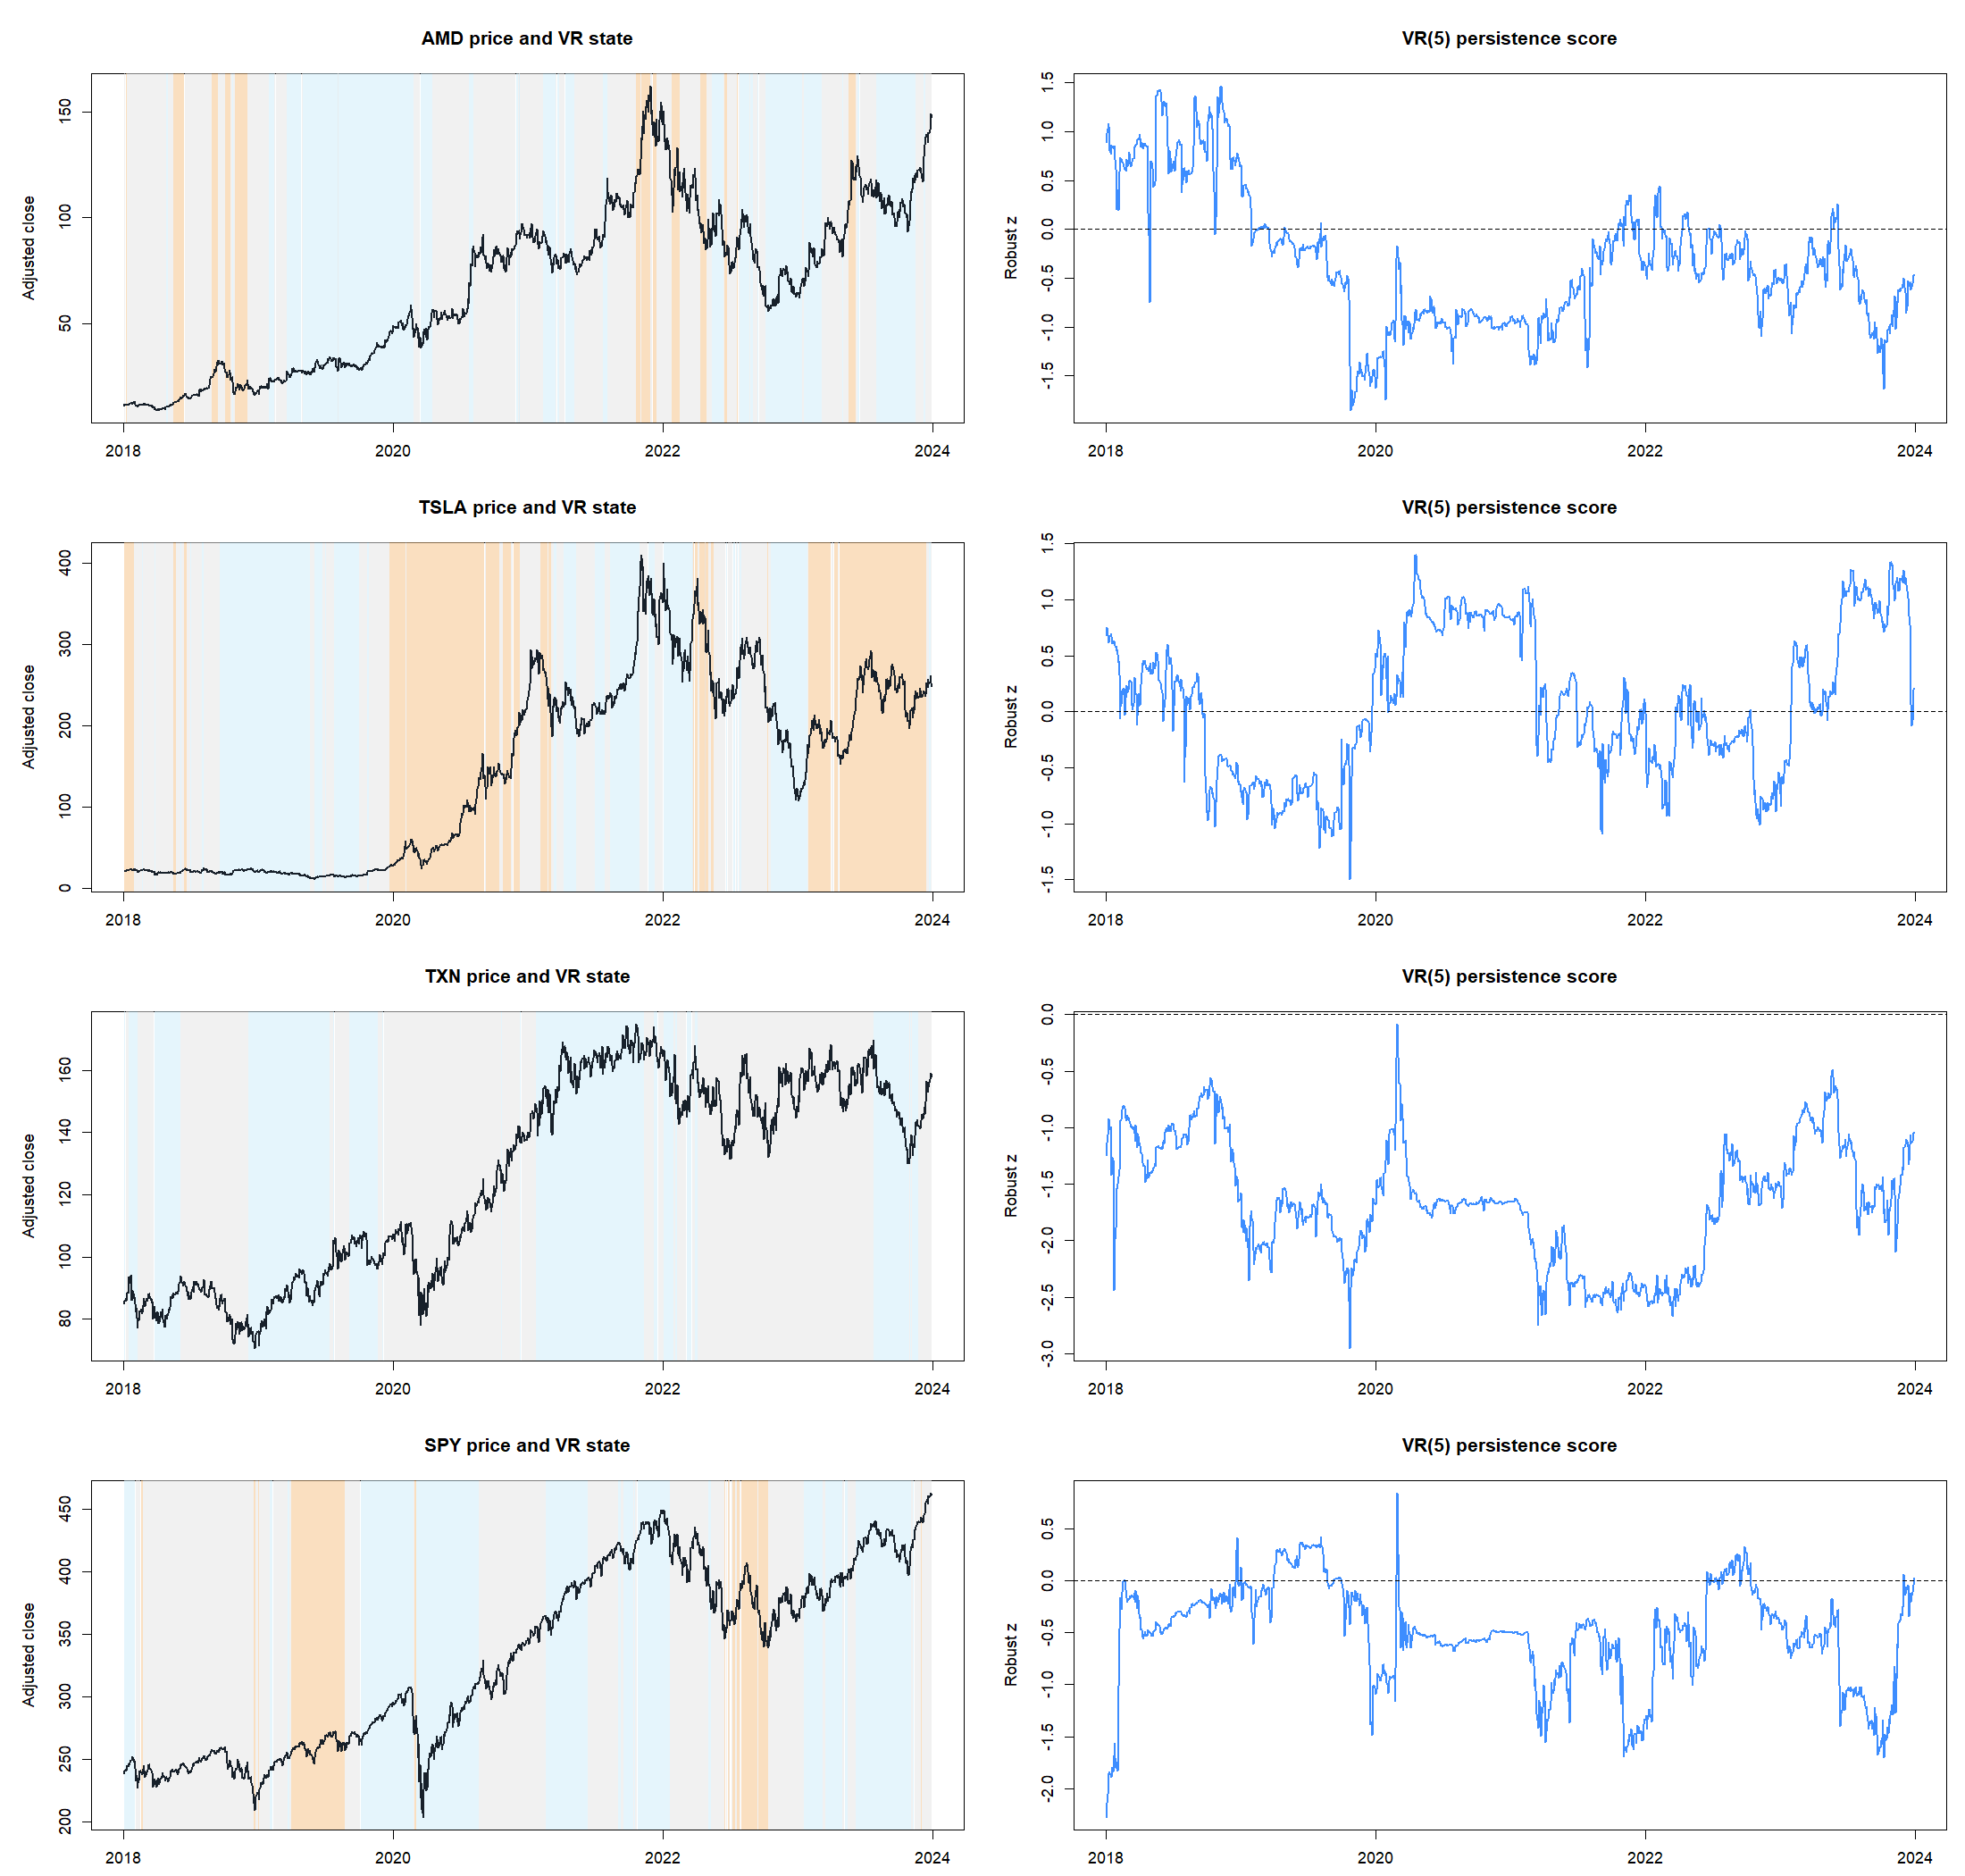 AMD price and VR state
Adjusted close
150
100
50
2018 2020 2022 2024
VR(5) persistence score
Robust z
1.5
1.0
0.5
0.0
-0.5
-1.0
-1.5
2018 2020 2022 2024
TSLA price and VR state
Adjusted close
400
300
200
100
0
2018 2020 2022 2024
VR(5) persistence score
Robust z
1.5
1.0
0.5
0.0
-0.5
-1.0
-1.5
2018 2020 2022 2024
TXN price and VR state
Adjusted close
160
140
120
100
80
2018 2020 2022 2024
VR(5) persistence score
Robust z
0.0
-0.5
-1.0
-1.5
-2.0
-2.5
-3.0
2018 2020 2022 2024
SPY price and VR state
Adjusted close
450
400
350
300
250
200
2018 2020 2022 2024
VR(5) persistence score
Robust z
0.5
0.0
-0.5
-1.0
-1.5
-2.0
2018 2020 2022 2024